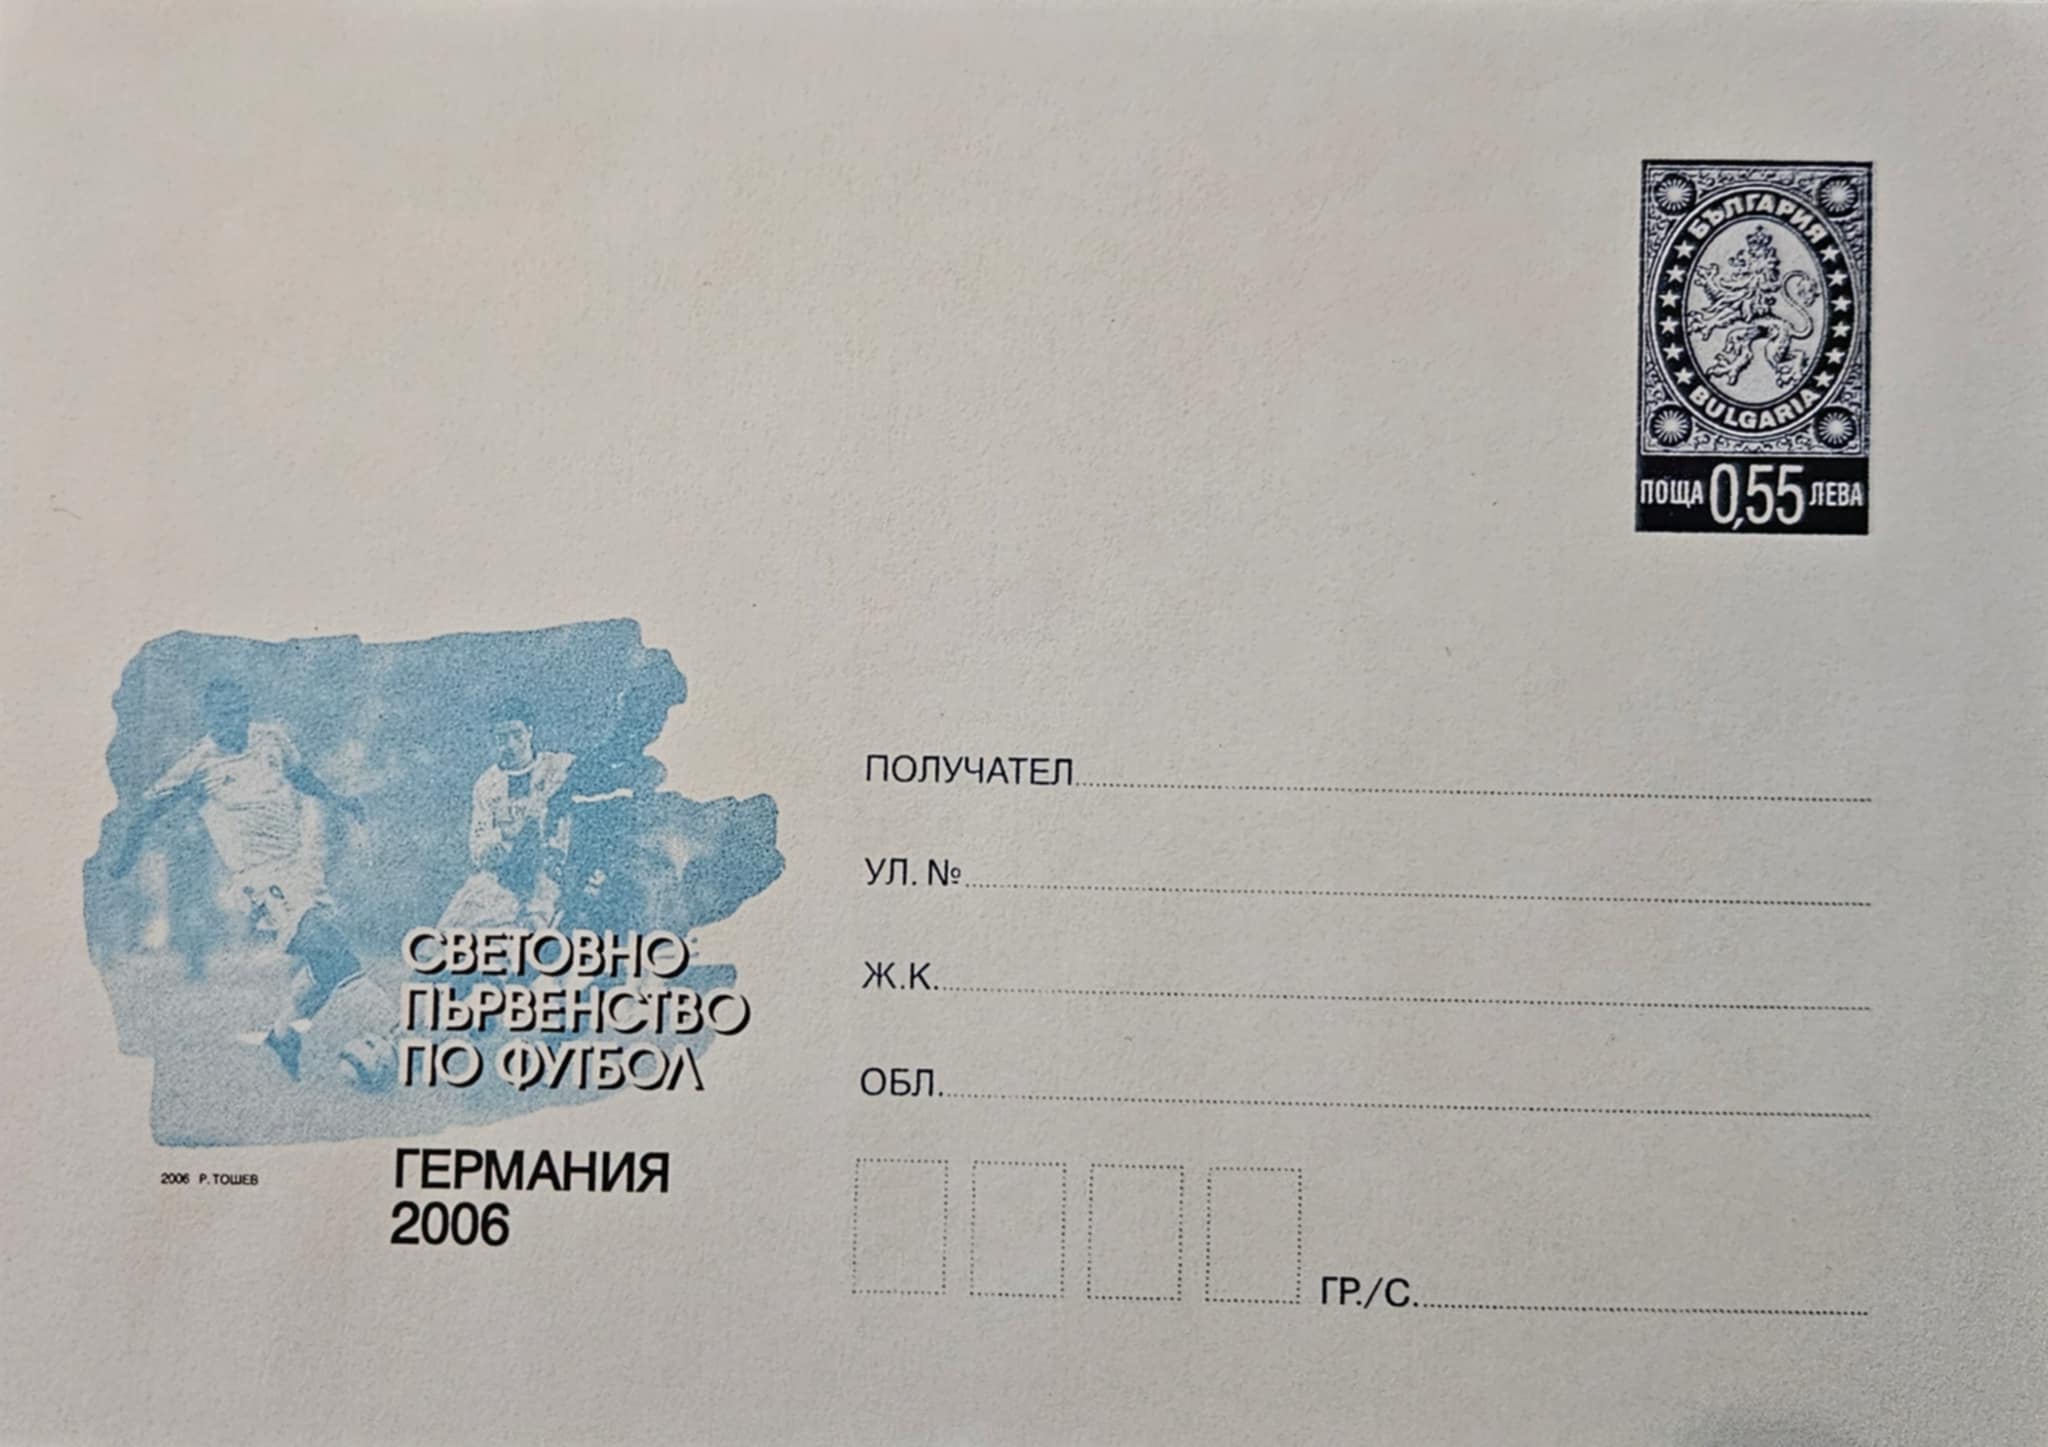 БЪЛГАРИЯ
BULGARIA
ПОЩА 0,55 ЛЕВА
СВЕТОВНО
ПЪРВЕНСТВО
ПО ФУТБОЛ
ГЕРМАНИЯ
2006
2006 Р. ТОШЕВ
ПОЛУЧАТЕЛ
УЛ. №
Ж.К.
ОБЛ.
ГР./С.